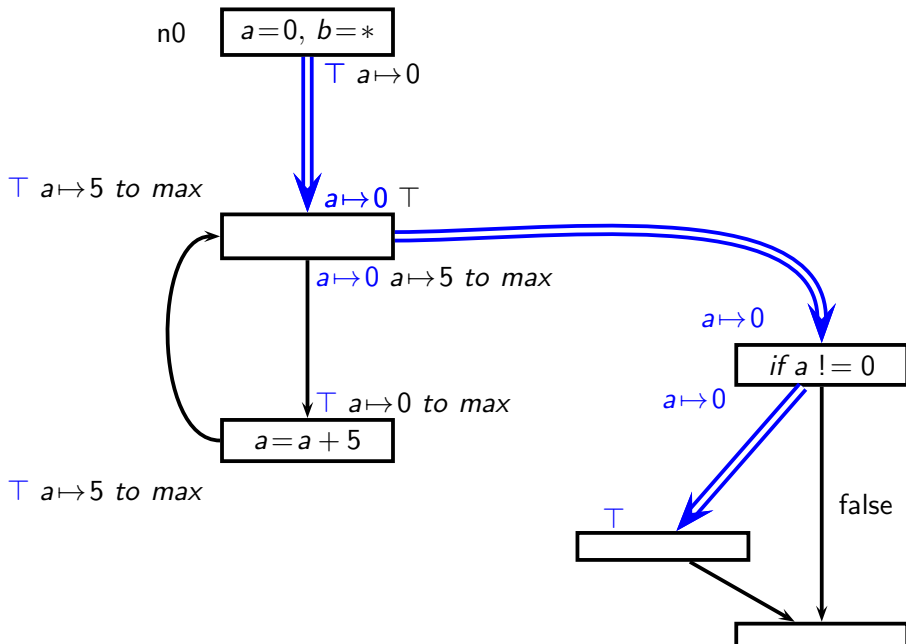 n0 a=0, b=*
⊤ a↦0
⊤ a↦5 to max
a↦0 ⊤
a↦0 a↦5 to max
a↦0
if a != 0
a↦0
⊤ a↦0 to max
a=a+5
⊤ a↦5 to max
false
⊤